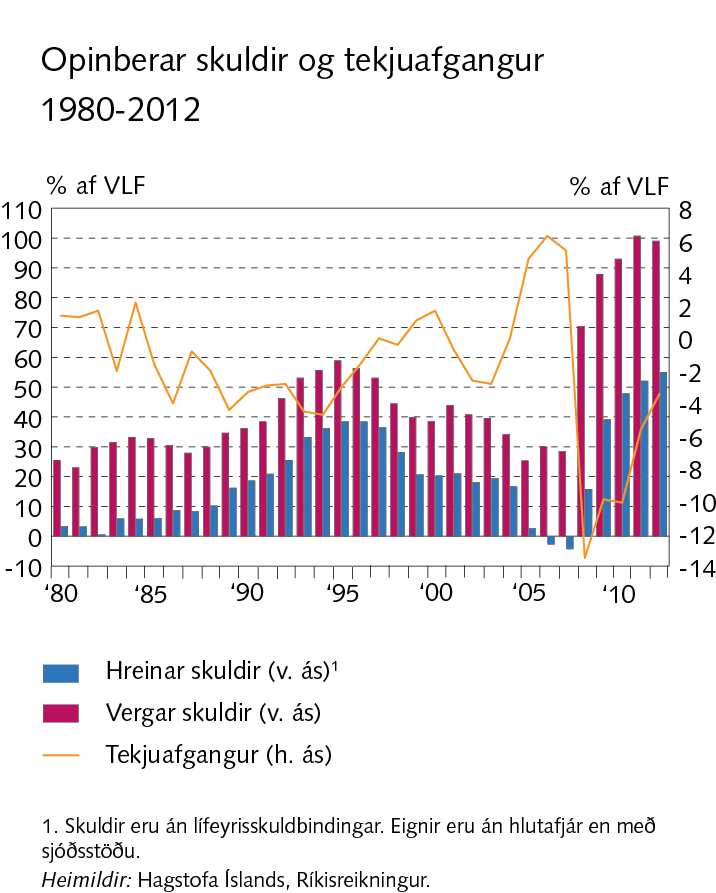 Opinberar skuldir og tekjuafgangur
1980-2012
% af VLF % af VLF
110 8
100 6
90 4
80 2
70 0
60 -2
50 -4
40 -6
30 -8
20 -10
10 -12
0 -14
-10
‘80 ‘85 ‘90 ‘95 ‘00 ‘05 ‘10
Hreinar skuldir (v. ás)¹
Vergar skuldir (v. ás)
Tekjuafgangur (h. ás)
1. Skuldir eru án lífeyrisskuldbindingar. Eignir eru án hlutafjár en með
sjóðsstöðu.
Heimildir: Hagstofa Íslands, Ríkisreikningur.